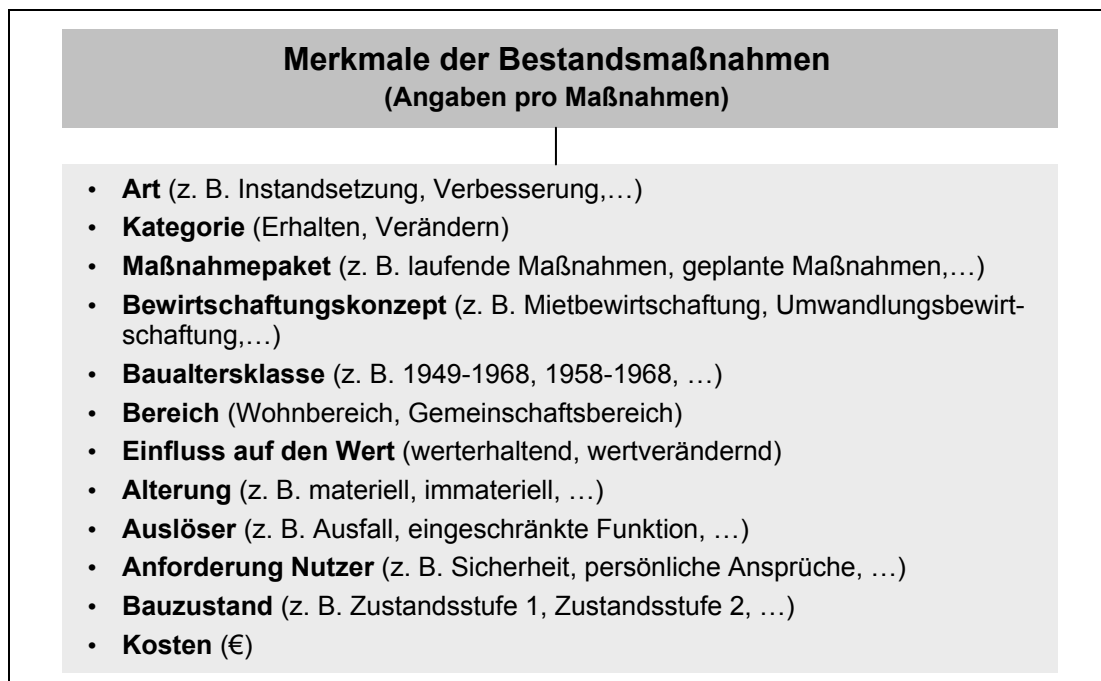 Merkmale der Bestandsmaßnahmen
(Angaben pro Maßnahmen)
• Art (z. B. Instandsetzung, Verbesserung,…)
• Kategorie (Erhalten, Verändern)
• Maßnahmepaket (z. B. laufende Maßnahmen, geplante Maßnahmen,…)
• Bewirtschaftungskonzept (z. B. Mietbewirtschaftung, Umwandlungsbewirt-
schaftung,…)
• Baualtersklasse (z. B. 1949-1968, 1958-1968, …)
• Bereich (Wohnbereich, Gemeinschaftsbereich)
• Einfluss auf den Wert (werterhaltend, wertverändernd)
• Alterung (z. B. materiell, immateriell, …)
• Auslöser (z. B. Ausfall, eingeschränkte Funktion, …)
• Anforderung Nutzer (z. B. Sicherheit, persönliche Ansprüche, …)
• Bauzustand (z. B. Zustandsstufe 1, Zustandsstufe 2, …)
• Kosten (€)